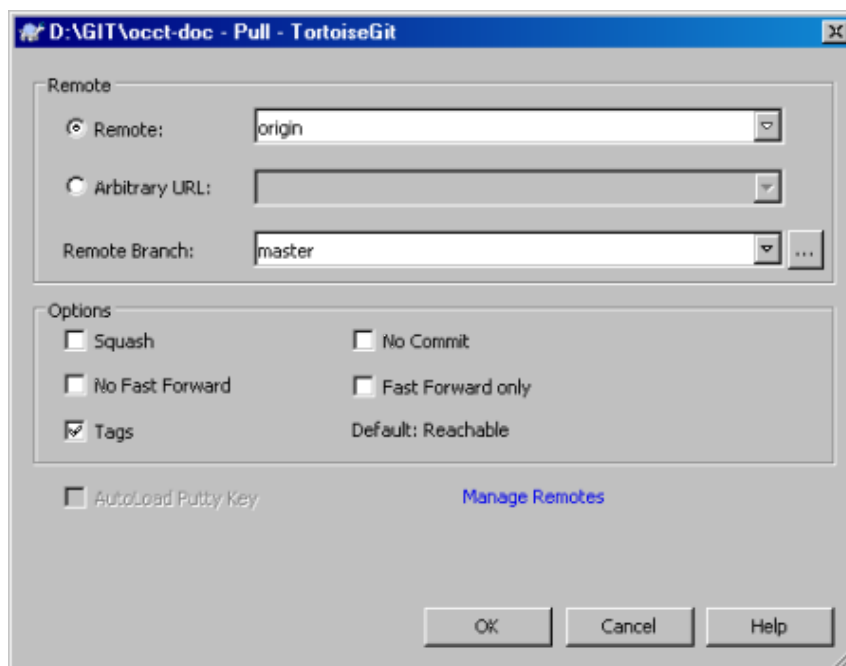 D:\GIT\occt-doc - Pull - TortoiseGit
Remote
Remote: origin
Arbitrary URL:
Remote Branch: master ...
Options
Squash No Commit
No Fast Forward Fast Forward only
Tags Default: Reachable
AutoLoad Putty Key Manage Remotes
OK Cancel Help